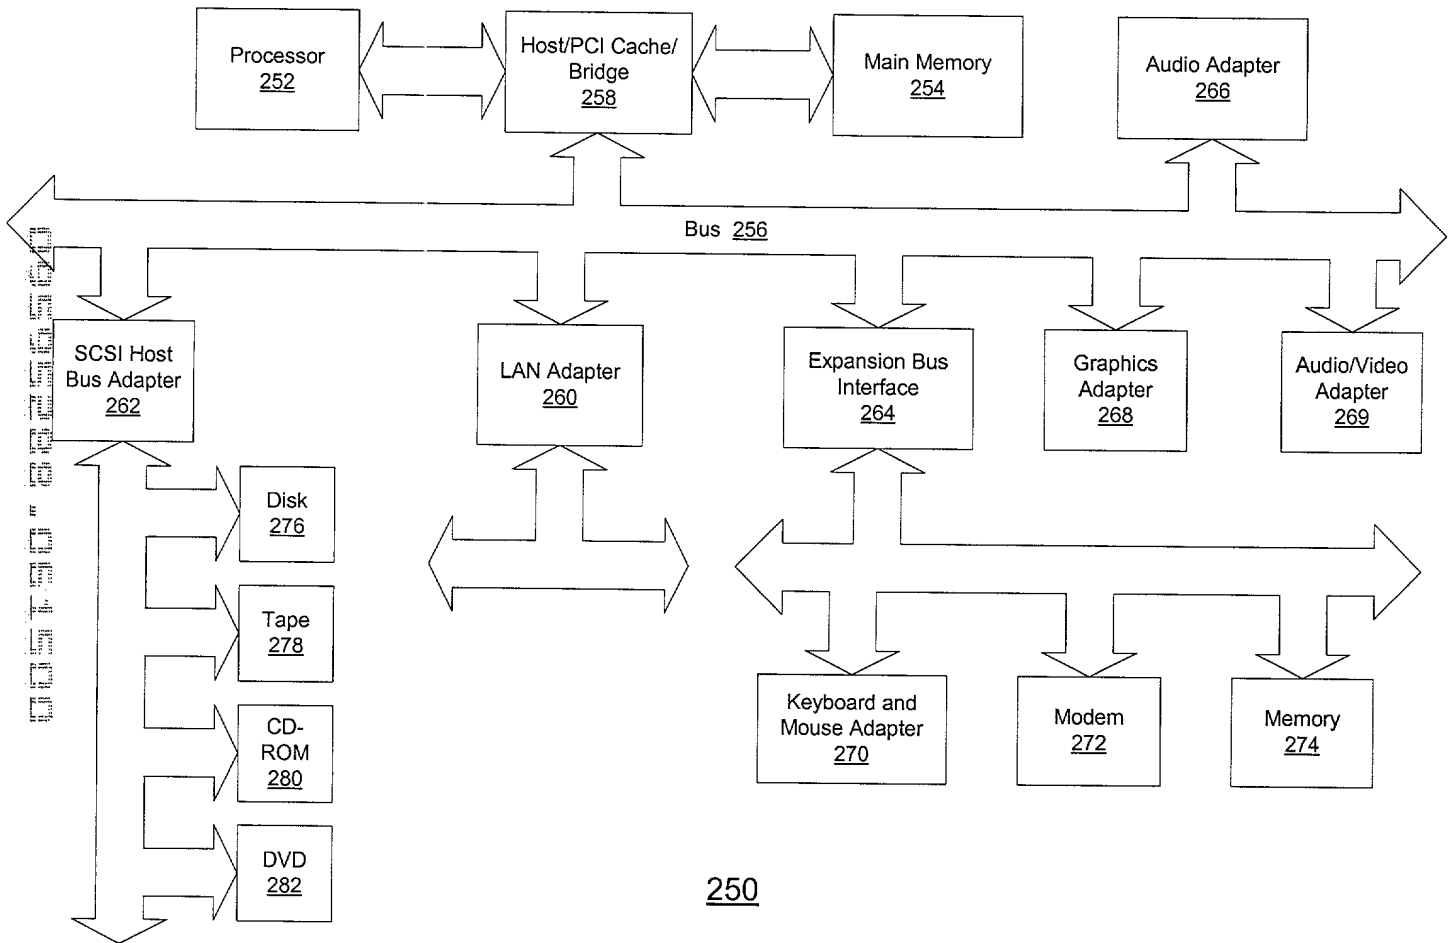 Processor
252
Host/PCI Cache/
Bridge
258
Main Memory
254
Audio Adapter
266
Bus 256
SCSI Host
Bus Adapter
262
LAN Adapter
260
Expansion Bus
Interface
264
Graphics
Adapter
268
Audio/Video
Adapter
269
Disk
276
Tape
278
CD-
ROM
280
DVD
282
Keyboard and
Mouse Adapter
270
Modem
272
Memory
274
250